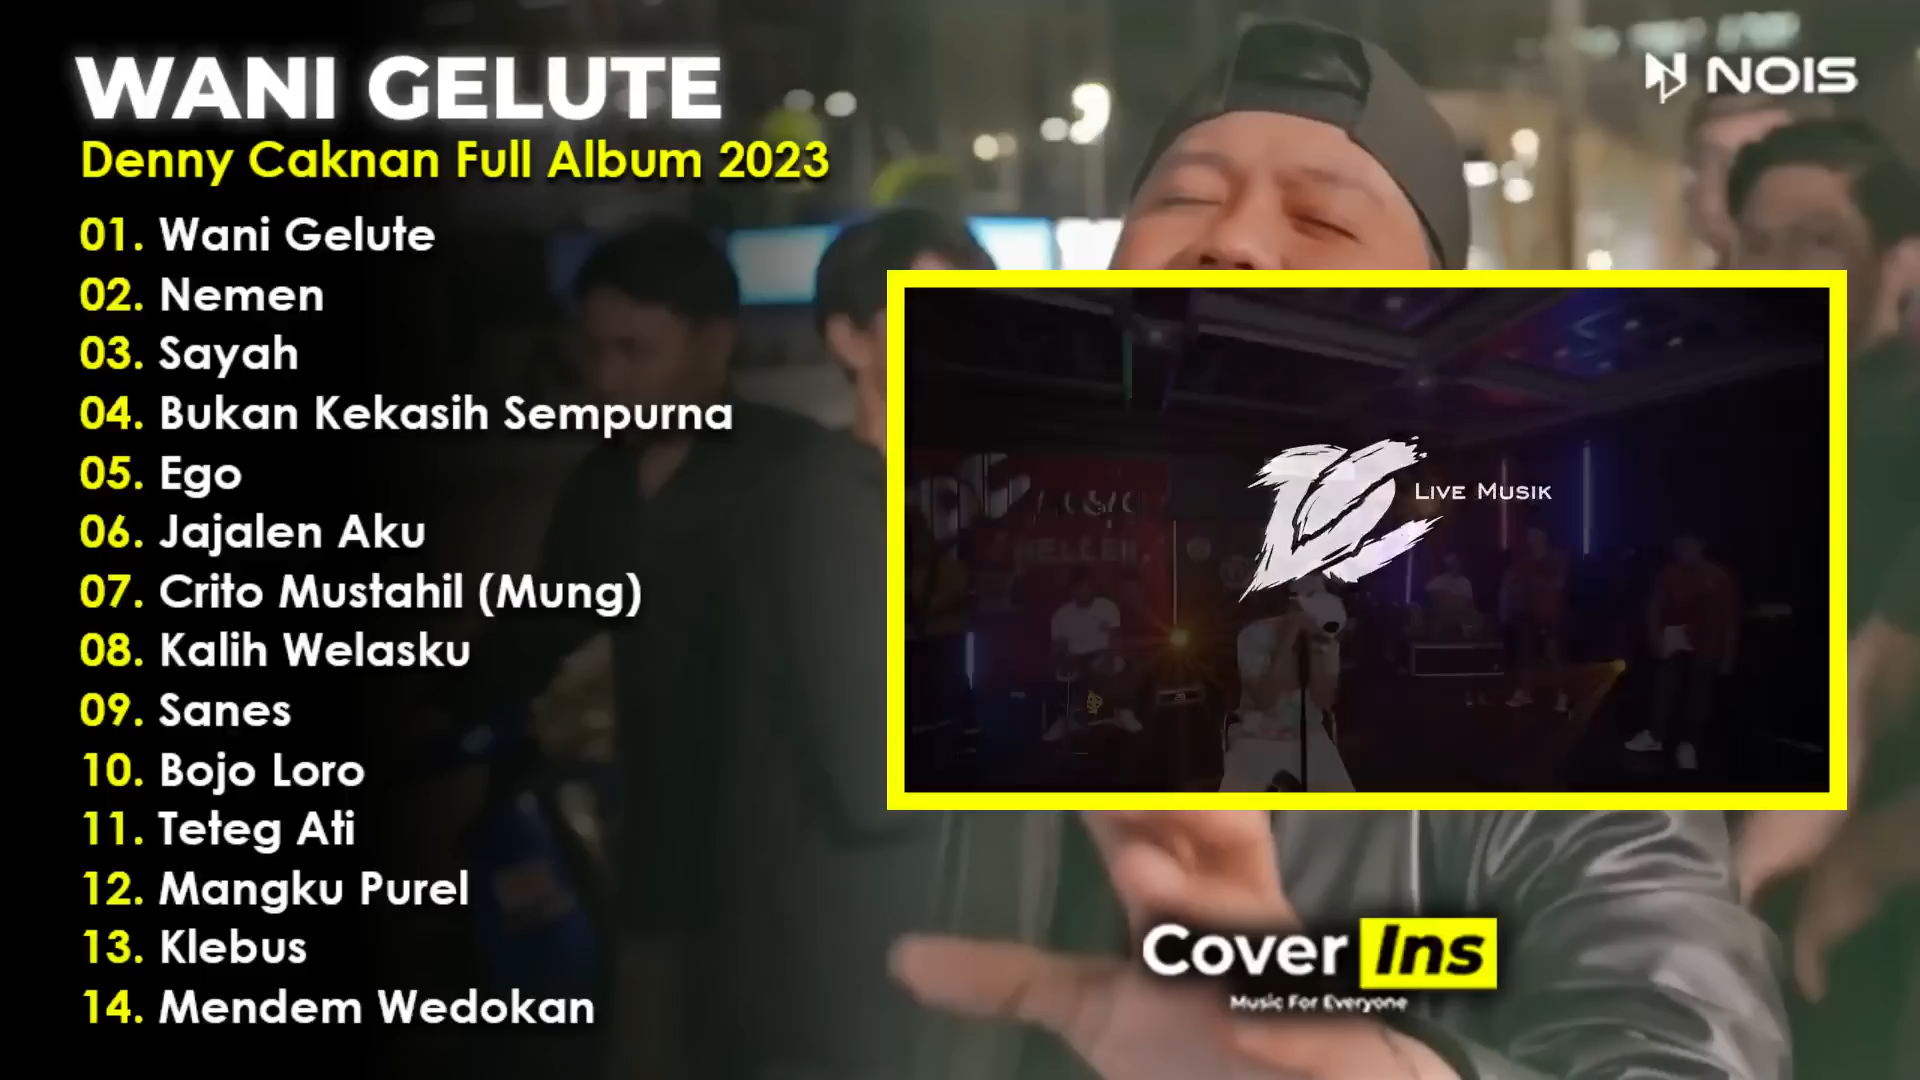 WANI GELUTE
NOIS
Denny Caknan Full Album 2023
01. Wani Gelute
02. Nemen
03. Sayah
04. Bukan Kekasih Sempurna
05. Ego
06. Jajalen Aku
07. Crito Mustahil (Mung)
08. Kalih Welasku
09. Sanes
10. Bojo Loro
11. Teteg Ati
12. Mangku Purel
13. Klebus
14. Mendem Wedokan
DC Live Musik
Cover Ins
Music For Everyone